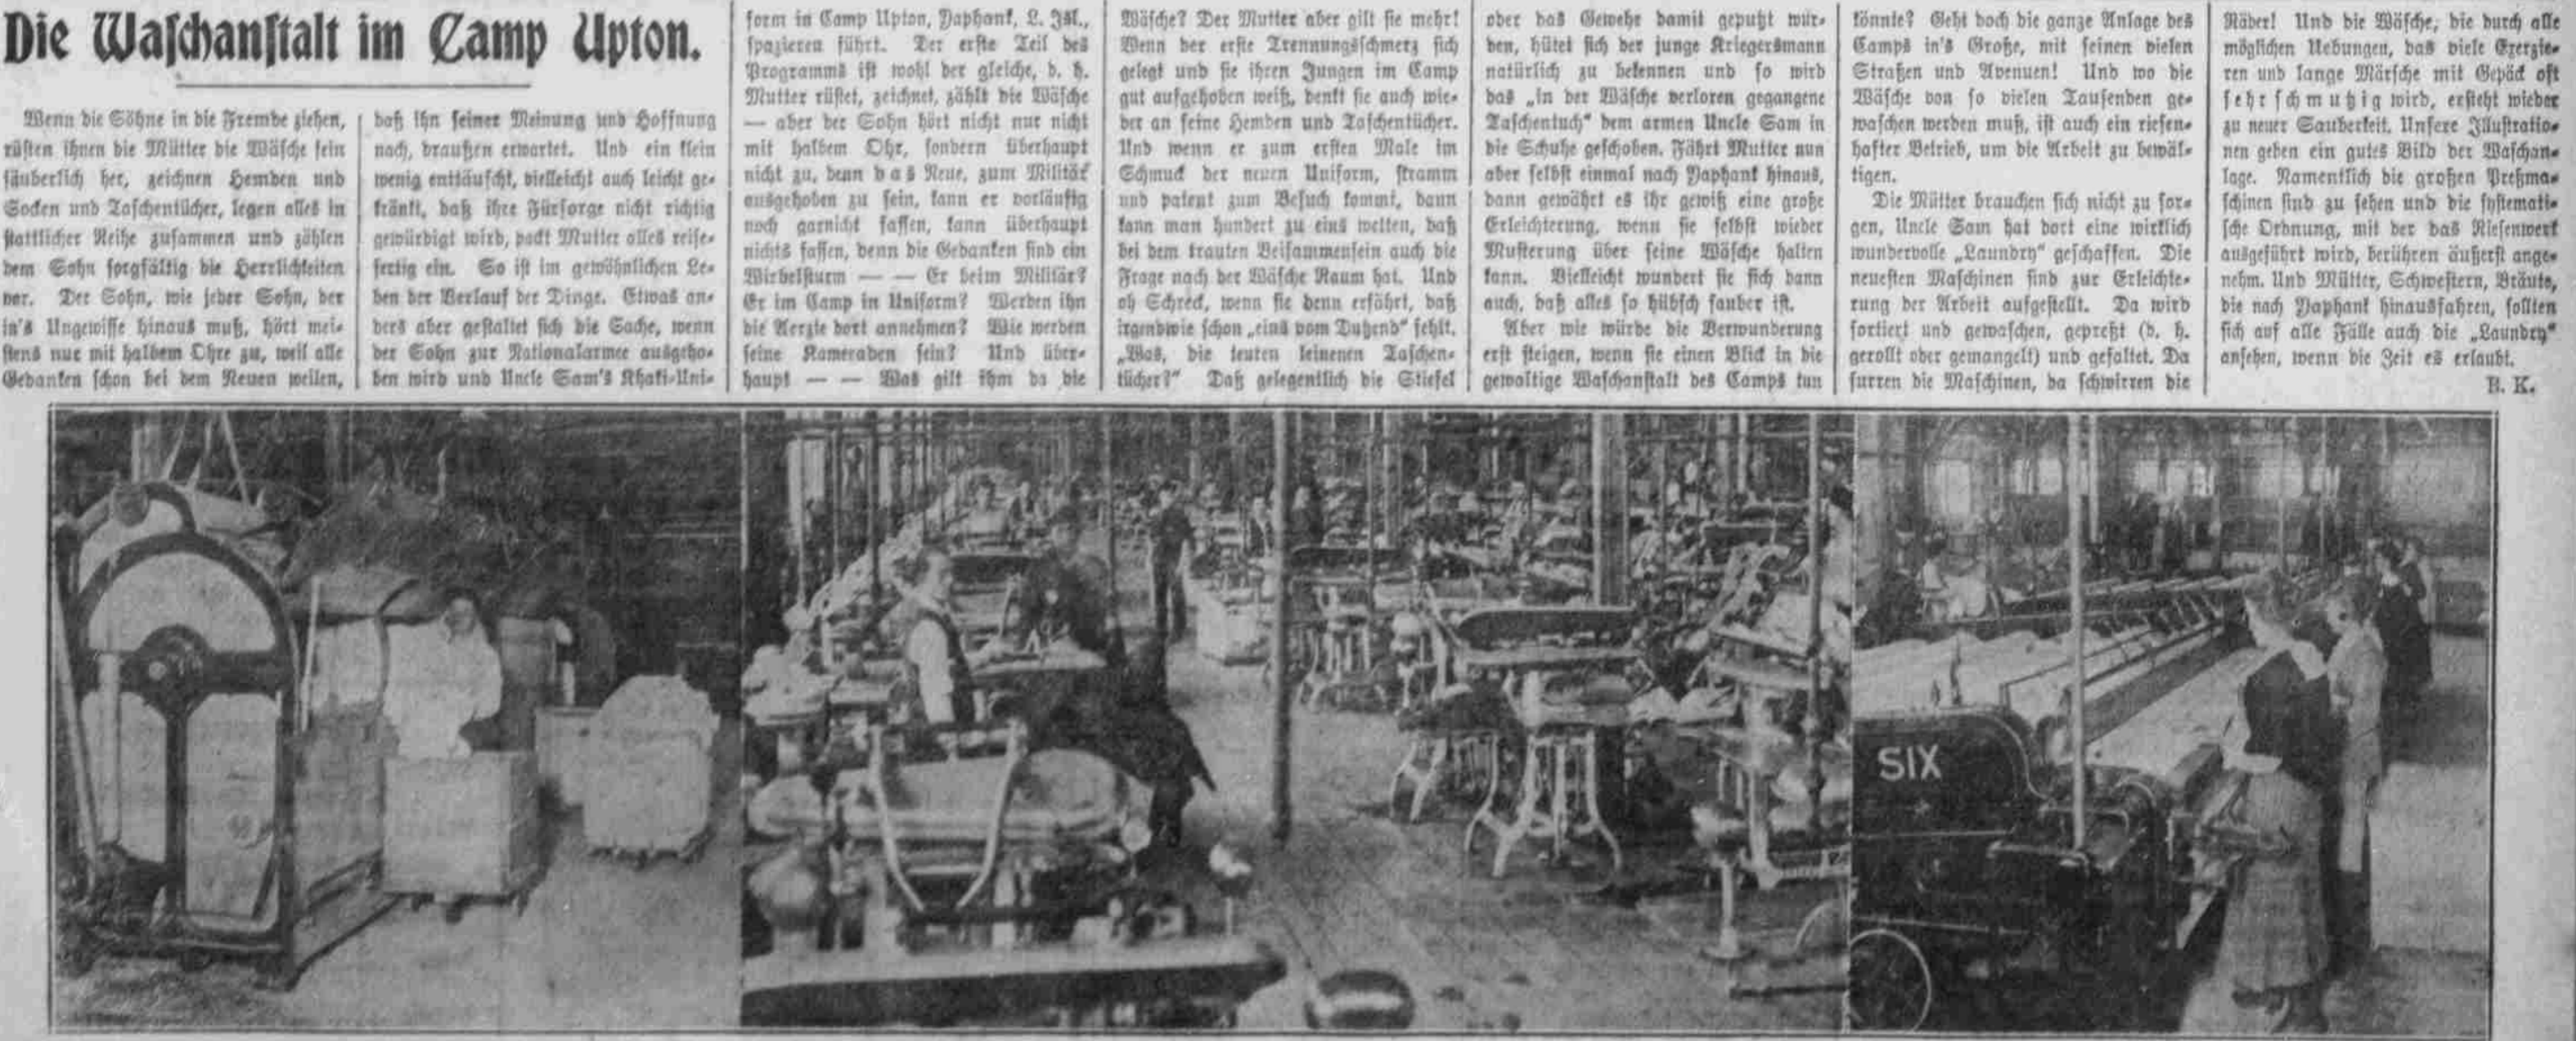 Die Waschanstalt im Camp Upton.
Wenn die Söhne in die Fremde ziehen,
rüsten ihnen die Mütter die Wäsche fein
säuberlich her, zeichnen Hemden und
Socken und Taschentücher, legen alles in
stattlicher Reihe zusammen und zählen
dem Sohn sorgfältig die Herrlichkeiten
vor. Der Sohn, wie jeder Sohn, der
in's Ungewisse hinaus muß, hört mei-
stens nur mit halbem Ohre zu, weil alle
Gedanken schon bei dem Neuen weilen,
daß ihn seiner Meinung und Hoffnung
nach, draußen erwartet. Und ein klein
wenig enttäuscht, vielleicht auch leicht ge-
kränkt, daß ihre Fürsorge nicht richtig
gewürdigt wird, packt Mutter alles reise-
fertig ein. So ist im gewöhnlichen Le-
ben der Verlauf der Dinge. Etwas an-
ders aber gestaltet sich die Sache, wenn
der Sohn zur Nationalarmee ausgeho-
ben wird und Uncle Sam's Khaki-Uni-
form in Camp Upton, Yaphank, L. Isl.,
spazieren führt. Der erste Teil des
Programms ist wohl der gleiche, d. h.
Mutter rüstet, zeichnet, zählt die Wäsche
— aber der Sohn hört nicht nur nicht
mit halbem Ohr, sondern überhaupt
nicht zu, denn das Neue, zum Militär
ausgehoben zu sein, kann er vorläufig
noch garnicht fassen, kann überhaupt
nichts fassen, denn die Gedanken sind ein
Wirbelsturm — — Er beim Militär?
Er im Camp in Uniform? Werden ihn
die Aerzte dort annehmen? Wie werden
seine Kameraden sein? Und über-
haupt — — Was gilt ihm da die
Wäsche? Der Mutter aber gilt sie mehr!
Wenn der erste Trennungsschmerz sich
gelegt und sie ihren Jungen im Camp
gut aufgehoben weiß, denkt sie auch wie-
der an seine Hemden und Taschentücher.
Und wenn er zum ersten Male im
Schmuck der neuen Uniform, stramm
und patent zum Besuch kommt, dann
kann man hundert zu eins wetten, daß
bei dem trauten Beisammensein auch die
Frage nach der Wäsche Raum hat. Und
oh Schreck, wenn sie denn erfährt, daß
irgendwie schon „eins vom Dutzend" fehlt.
„Was, die teuren leinenen Taschen-
tücher?" Daß gelegentlich die Stiefel
oder das Gewehr damit geputzt wür-
den, hütet sich der junge Kriegersmann
natürlich zu bekennen und so wird
das „in der Wäsche verloren gegangene
Taschentuch" dem armen Uncle Sam in
die Schuhe geschoben. Fährt Mutter nun
aber selbst einmal nach Yaphank hinaus,
dann gewährt es ihr gewiß eine große
Erleichterung, wenn sie selbst wieder
Musterung über seine Wäsche halten
kann. Vielleicht wundert sie sich dann
auch, daß alles so hübsch sauber ist.
Aber wie würde die Verwunderung
erst steigen, wenn sie einen Blick in die
gewaltige Waschanstalt des Camps tun
könnte? Geht doch die ganze Anlage des
Camps in's Große, mit seinen vielen
Straßen und Avenuen! Und wo die
Wäsche von so vielen Tausenden ge-
waschen werden muß, ist auch ein riesen-
hafter Betrieb, um die Arbeit zu bewäl-
tigen.
Die Mütter brauchen sich nicht zu sor-
gen, Uncle Sam hat dort eine wirklich
wundervolle „Laundry" geschaffen. Die
neuesten Maschinen sind zur Erleichte-
rung der Arbeit aufgestellt. Da wird
sortiert und gewaschen, gepreßt (d. h.
gerollt oder gemangelt) und gefaltet. Da
surren die Maschinen, da schwirren die
Räder! Und die Wäsche, die durch alle
möglichen Uebungen, das viele Exerzie-
ren und lange Märsche mit Gepäck oft
sehr schmutzig wird, ersteht wieder
zu neuer Sauberkeit. Unsere Illustratio-
nen geben ein gutes Bild der Waschan-
lage. Namentlich die großen Preßma-
schinen sind zu sehen und die systemati-
sche Ordnung, mit der das Riesenwerk
ausgeführt wird, berühren äußerst ange-
nehm. Und Mütter, Schwestern, Bräute,
die nach Yaphank hinausfahren, sollten
sich auf alle Fälle auch die „Laundry"
ansehen, wenn die Zeit es erlaubt.
B. K.
SIX